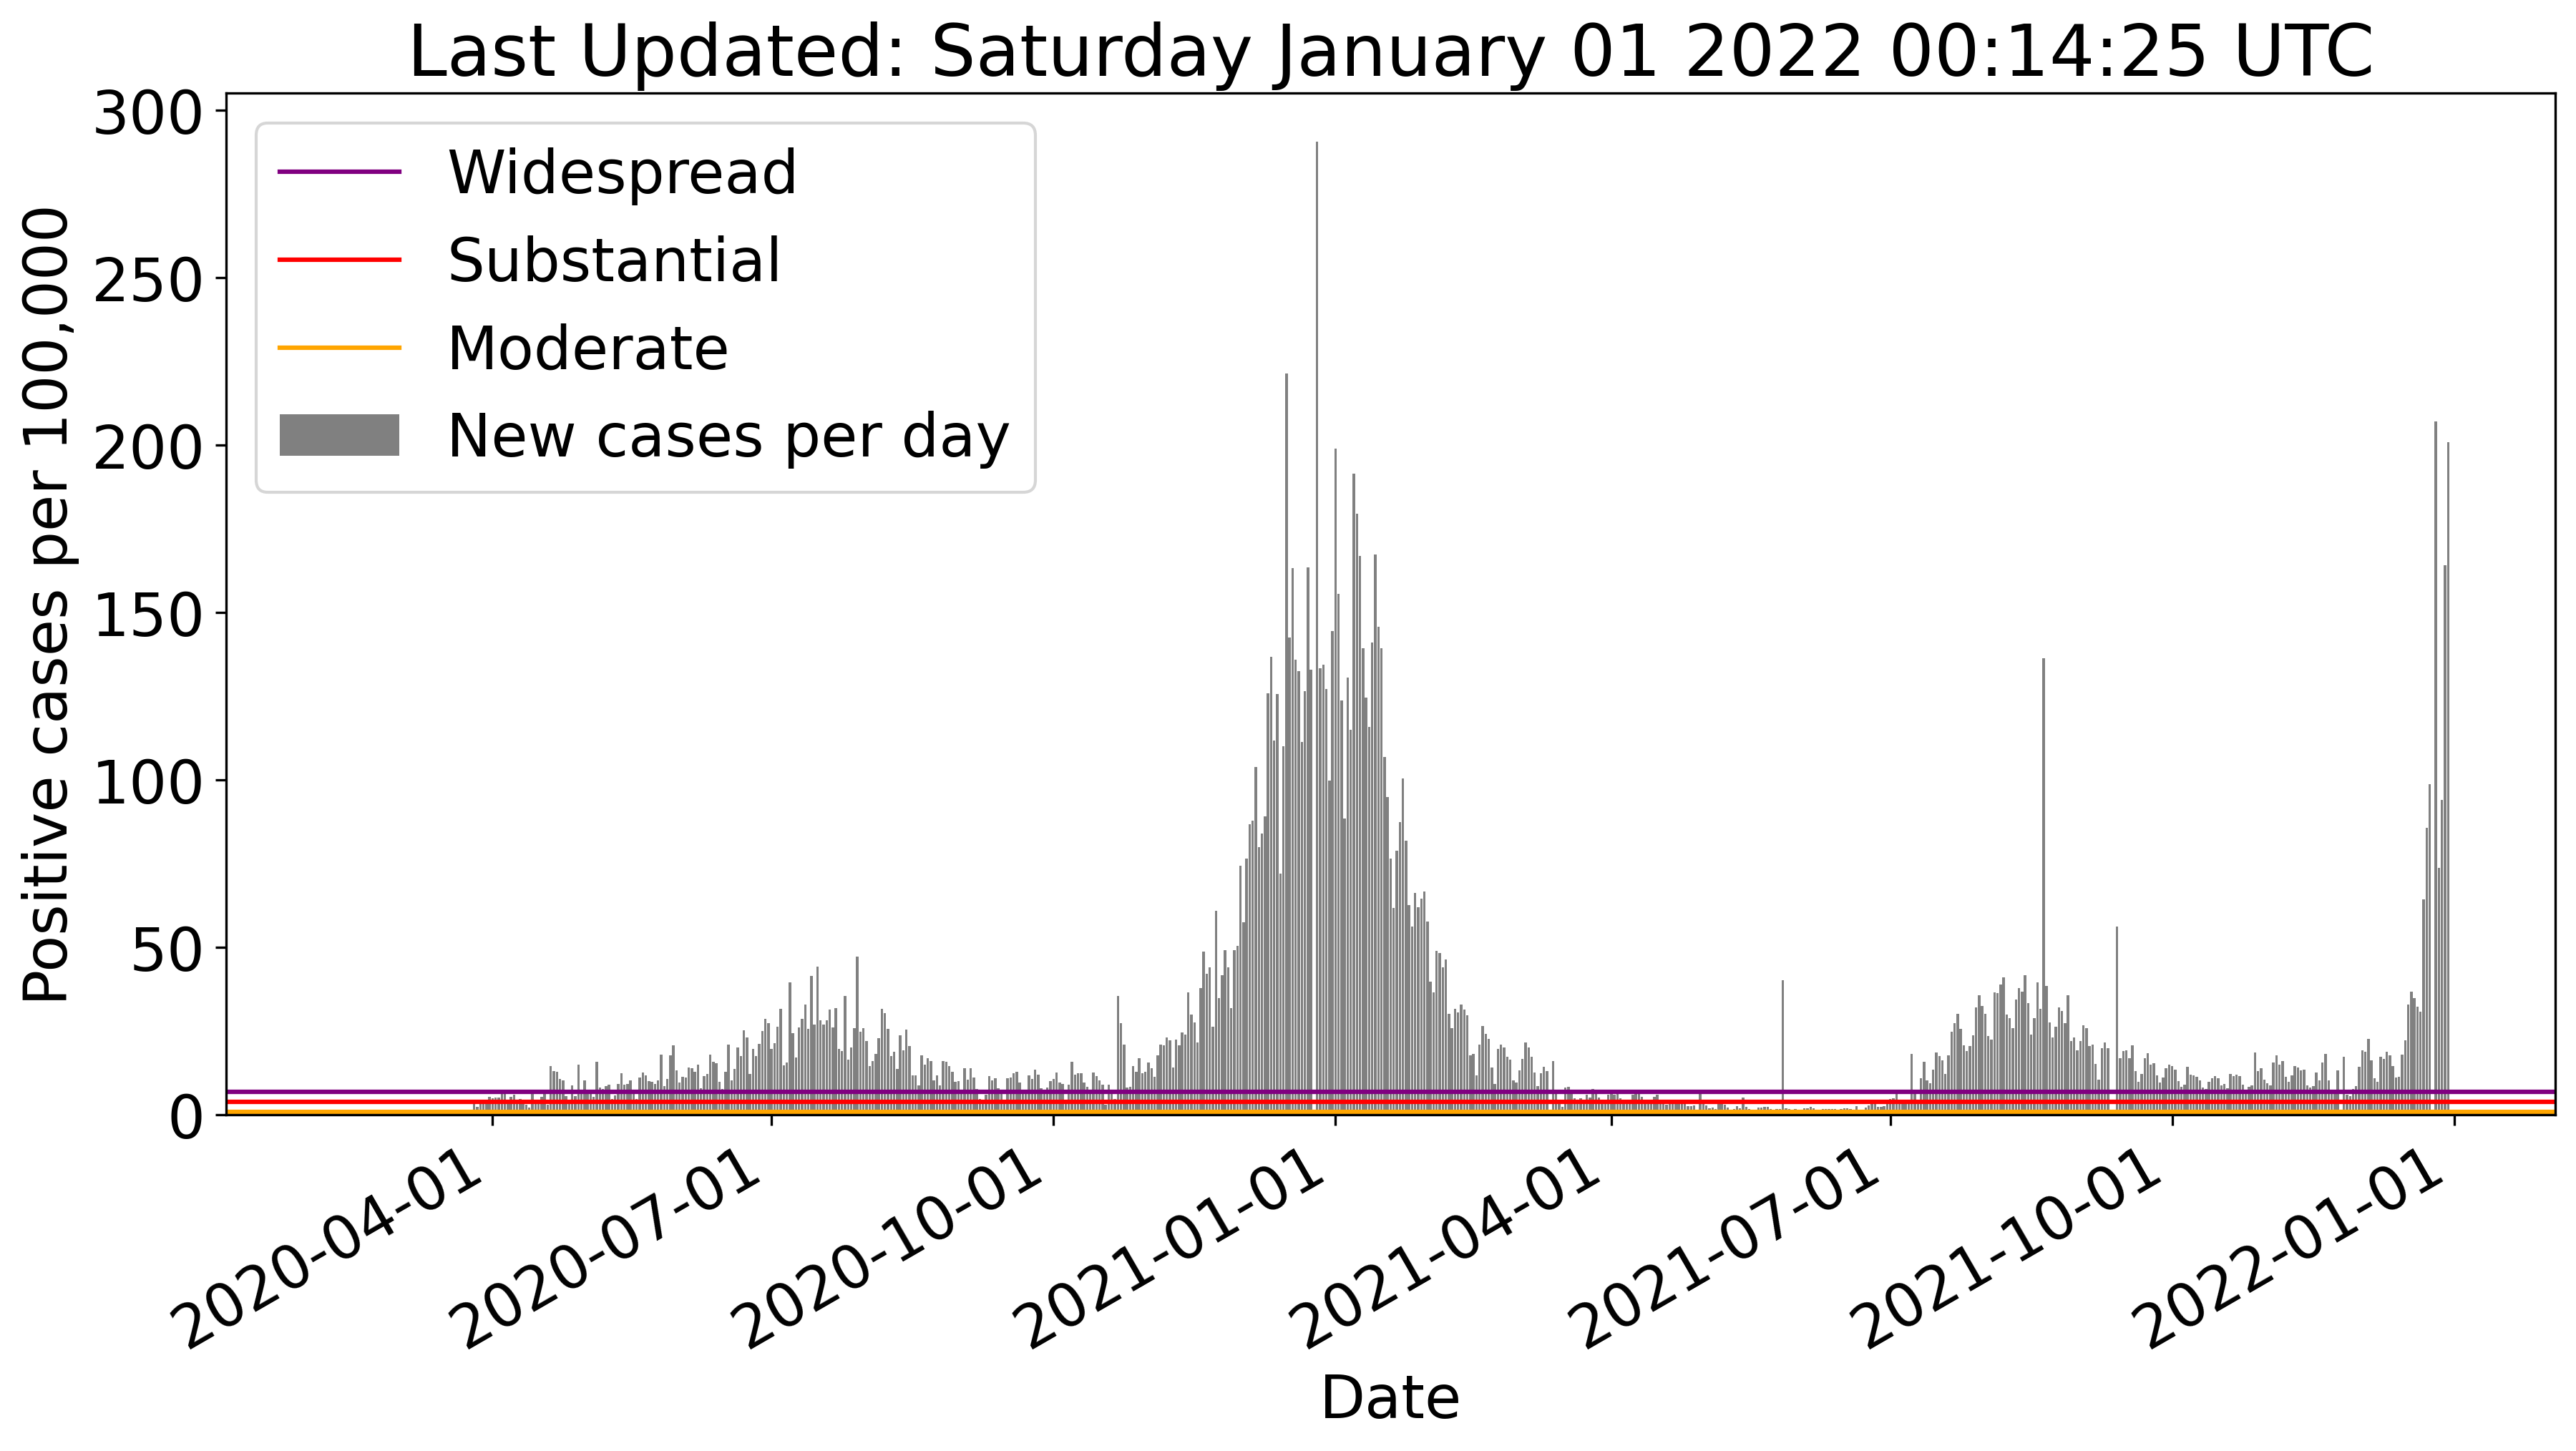 Last Updated: Saturday January 01 2022 00:14:25 UTC
Positive cases per 100,000
300
250
200
150
100
50
0
Widespread
Substantial
Moderate
New cases per day
2020-04-01
2020-07-01
2020-10-01
2021-01-01
2021-04-01
2021-07-01
2021-10-01
2022-01-01
Date